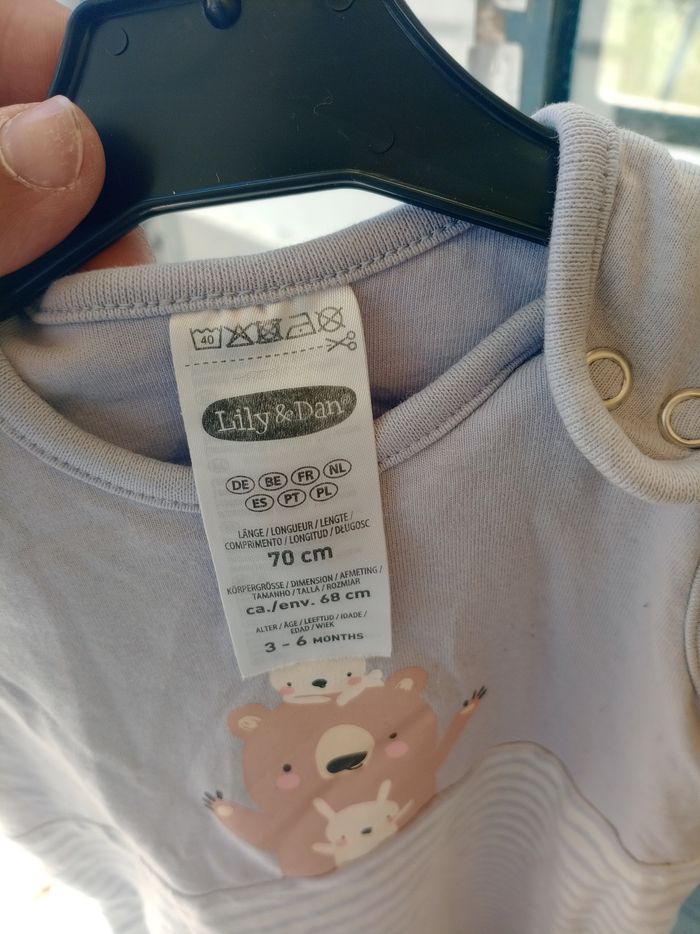 40
Lily & Dan®
DE BE FR NL
ES PT PL
LÄNGE / LONGUEUR / LENGTE /
COMPRIMENTO / LONGITUD / DŁUGOŚĆ
70 cm
KÖRPERGRÖSSE / DIMENSION / AFMETING /
TAMANHO / TALLA / ROZMIAR
ca./env. 68 cm
ALTER / ÂGE / LEEFTIJD / IDADE /
EDAD / WIEK
3 - 6 MONTHS